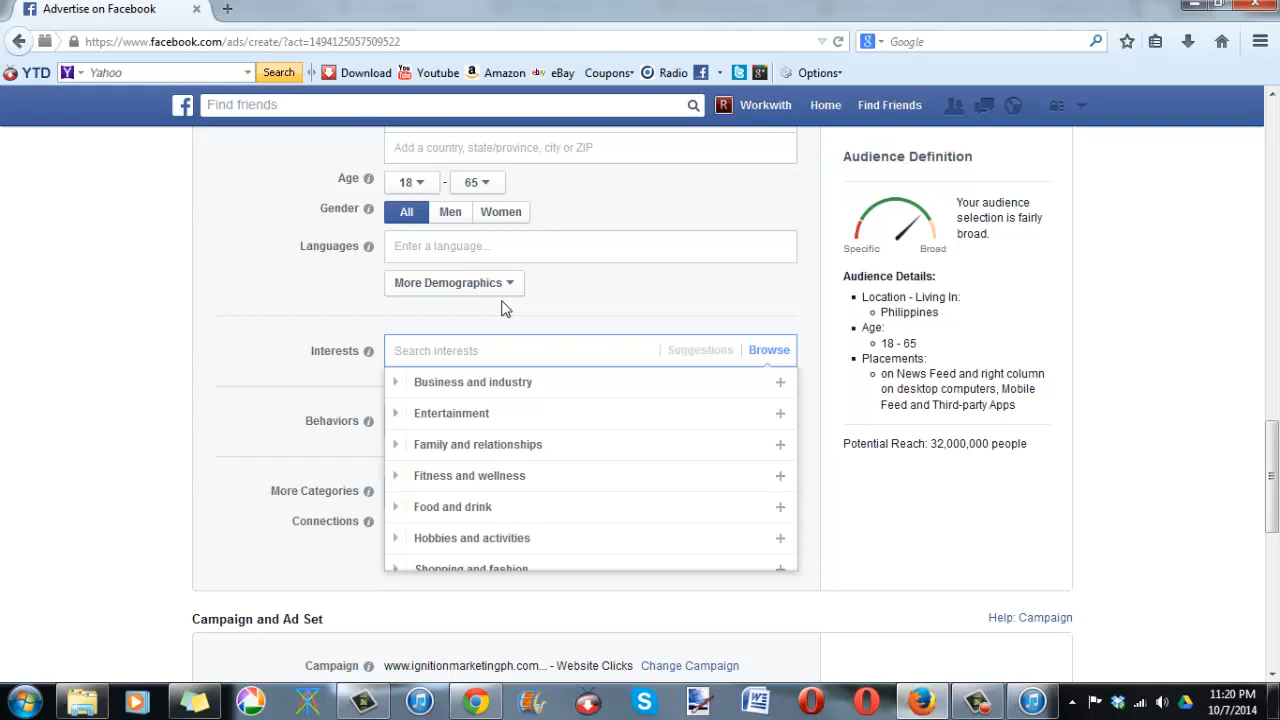 Advertise on Facebook
https://www.facebook.com/ads/create/?act=1494125057509522
Google
YTD
Yahoo
Search
Download
Youtube
Amazon
eBay
Coupons
Radio
Options
Find friends
Workwith
Home
Find Friends
Add a country, state/province, city or ZIP
Age
18
-
65
Gender
All
Men
Women
Languages
Enter a language...
More Demographics
Interests
Search interests
Suggestions
Browse
Business and industry
Entertainment
Family and relationships
Fitness and wellness
Food and drink
Hobbies and activities
Shopping and fashion
Behaviors
More Categories
Connections
Audience Definition
Specific
Broad
Your audience
selection is fairly
broad.
Audience Details:
Location - Living In:
Philippines
Age:
18 - 65
Placements:
on News Feed and right column
on desktop computers, Mobile
Feed and Third-party Apps
Potential Reach: 32,000,000 people
Campaign and Ad Set
Help: Campaign
Campaign
www.ignitionmarketingph.com... - Website Clicks
Change Campaign
11:20 PM
10/7/2014